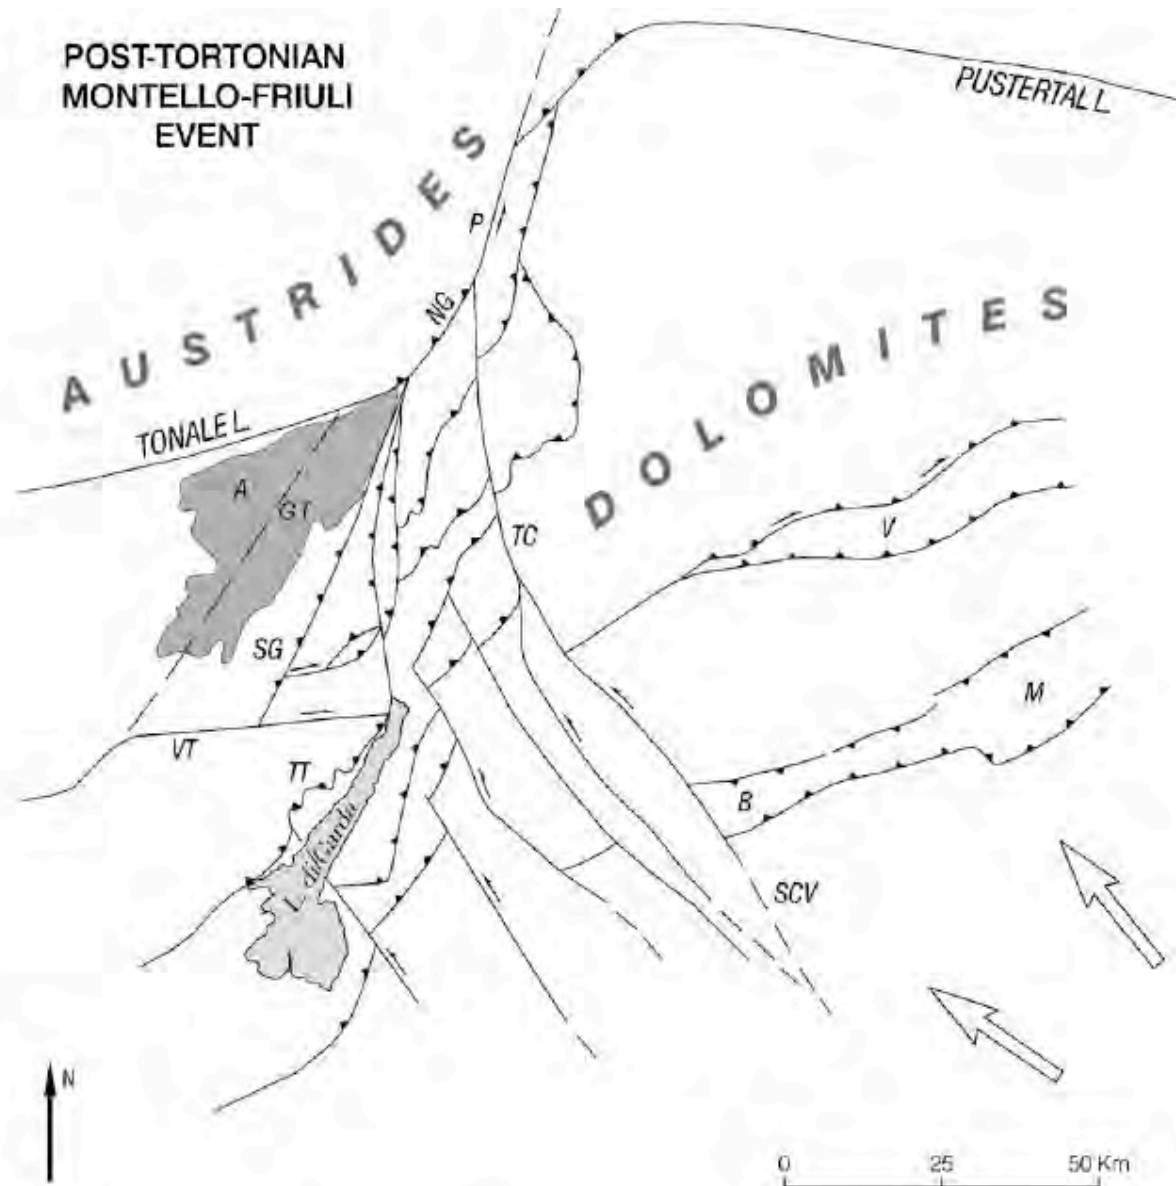 POST-TORTONIAN
MONTELLO-FRIULI
EVENT
PUSTERTAL L.
AUSTRIDES
P
NG
DOLOMITES
TONALE L.
A
GT
TC
V
SG
M
VT
TT
B
L. di Garda
SCV
N
0 25 50 Km